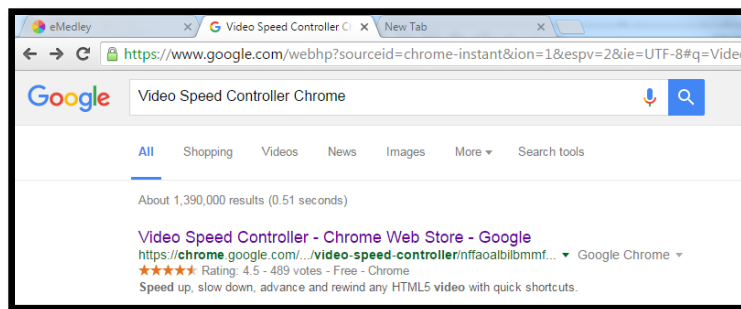 eMedley
Video Speed Controller Ch
New Tab
https://www.google.com/webhp?sourceid=chrome-instant&ion=1&espv=2&ie=UTF-8#q=Video
Google
Video Speed Controller Chrome
All Shopping Videos News Images More Search tools
About 1,390,000 results (0.51 seconds)
Video Speed Controller - Chrome Web Store - Google
https://chrome.google.com/.../video-speed-controller/nffaoalbilbmmf... Google Chrome
Rating: 4.5 - 489 votes - Free - Chrome
Speed up, slow down, advance and rewind any HTML5 video with quick shortcuts.